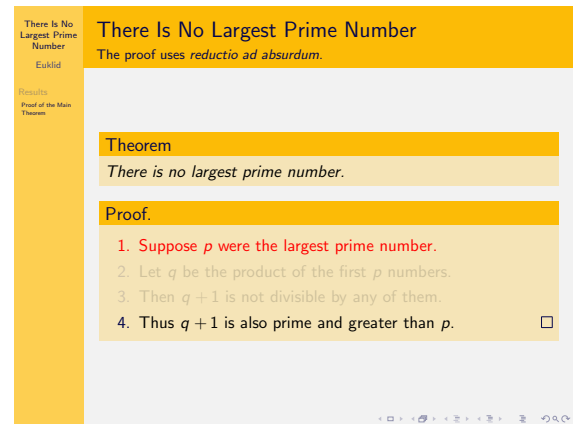 There Is No
Largest Prime
Number
Euklid
Results
Proof of the Main
Theorem
There Is No Largest Prime Number
The proof uses reductio ad absurdum.
Theorem
There is no largest prime number.
Proof.
1. Suppose p were the largest prime number.
2. Let q be the product of the first p numbers.
3. Then q + 1 is not divisible by any of them.
4. Thus q + 1 is also prime and greater than p. □